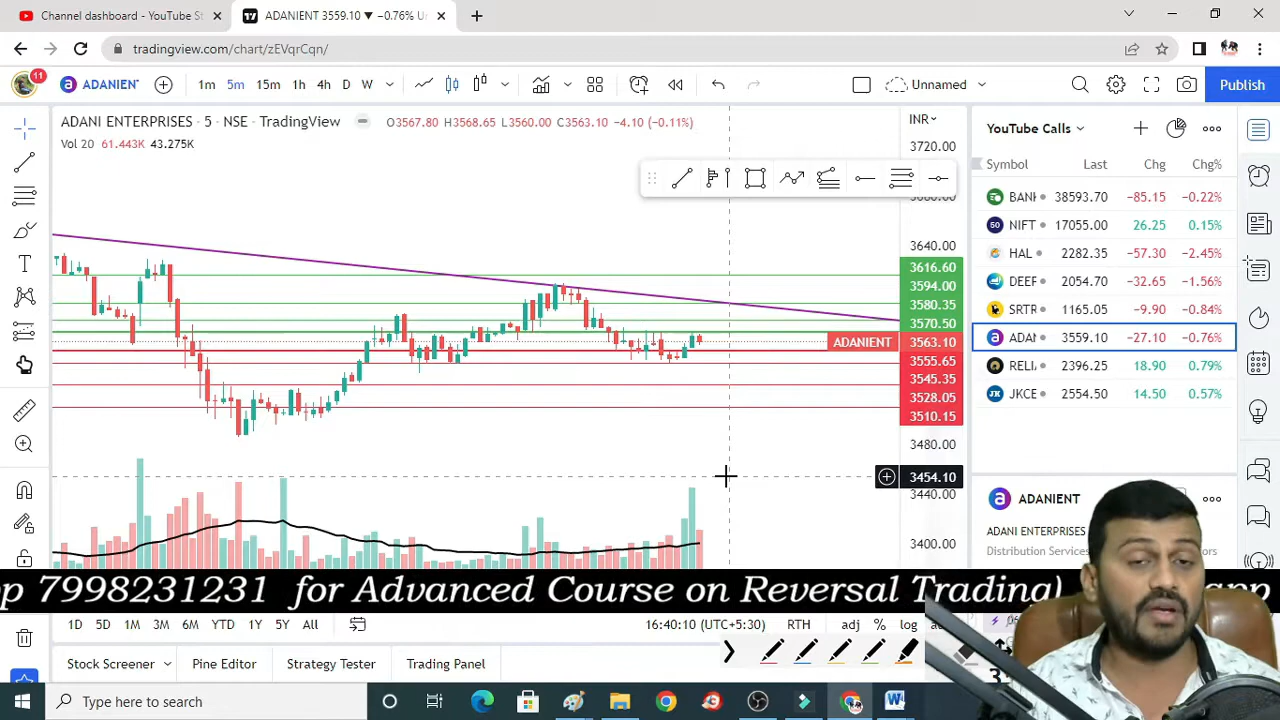 Channel dashboard - YouTube St
ADANIENT 3559.10 ▼ −0.76% Un
tradingview.com/chart/zEVqrCqn/
11
ADANIENT
1m 5m 15m 1h 4h D W
Unnamed
Publish
ADANI ENTERPRISES · 5 · NSE · TradingView
O3567.80 H3568.65 L3560.00 C3563.10 −4.10 (−0.11%)
Vol 20 61.443K 43.275K
INR
3720.00
3680.00
3640.00
3616.60
3594.00
3580.35
3570.50
ADANIENT 3563.10
3555.65
3545.35
3528.05
3510.15
3480.00
3454.10
3440.00
3400.00
YouTube Calls
Symbol Last Chg Chg%
BANI 38593.70 −85.15 −0.22%
50 NIFT 17055.00 26.25 0.15%
HAL 2282.35 −57.30 −2.45%
DEEF 2054.70 −32.65 −1.56%
SRTR 1165.05 −9.90 −0.84%
a ADAI 3559.10 −27.10 −0.76%
RELI 2396.25 18.90 0.79%
JK JKCE 2554.50 14.50 0.57%
a ADANIENT
ADANI ENTERPRISES
Distribution Services
pp 7998231231 for Advanced Course on Reversal Trading)
1D 5D 1M 3M 6M YTD 1Y 5Y All
16:40:10 (UTC+5:30) RTH adj % log
Stock Screener Pine Editor Strategy Tester Trading Panel
Type here to search